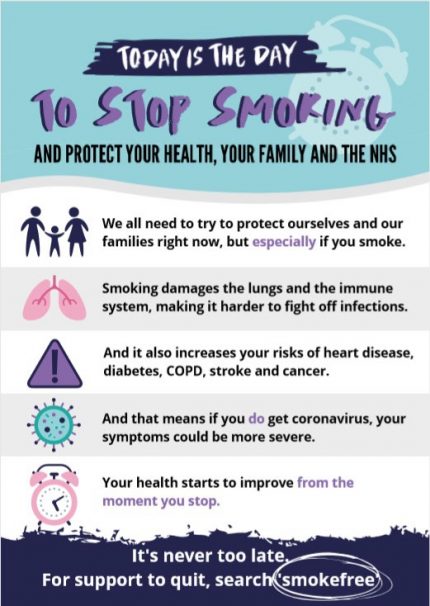 TODAY IS THE DAY
TO STOP SMOKING
AND PROTECT YOUR HEALTH, YOUR FAMILY AND THE NHS
We all need to try to protect ourselves and our
families right now, but especially if you smoke.
Smoking damages the lungs and the immune
system, making it harder to fight off infections.
And it also increases your risks of heart disease,
diabetes, COPD, stroke and cancer.
And that means if you do get coronavirus, your
symptoms could be more severe.
Your health starts to improve from the
moment you stop.
It's never too late.
For support to quit, search 'smokefree'